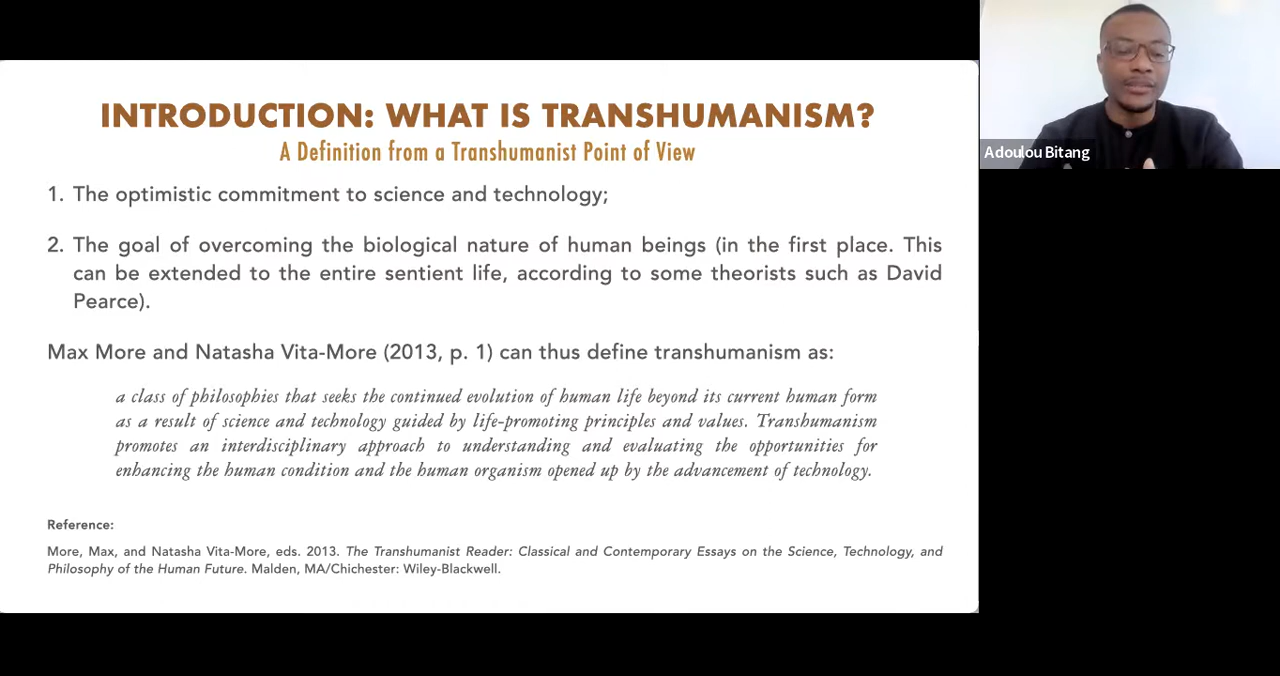 INTRODUCTION: WHAT IS TRANSHUMANISM?
A Definition from a Transhumanist Point of View
1. The optimistic commitment to science and technology;
2. The goal of overcoming the biological nature of human beings (in the first place. This
can be extended to the entire sentient life, according to some theorists such as David
Pearce).
Max More and Natasha Vita-More (2013, p. 1) can thus define transhumanism as:
a class of philosophies that seeks the continued evolution of human life beyond its current human form
as a result of science and technology guided by life-promoting principles and values. Transhumanism
promotes an interdisciplinary approach to understanding and evaluating the opportunities for
enhancing the human condition and the human organism opened up by the advancement of technology.
Reference:
More, Max, and Natasha Vita-More, eds. 2013. The Transhumanist Reader: Classical and Contemporary Essays on the Science, Technology, and
Philosophy of the Human Future. Malden, MA/Chichester: Wiley-Blackwell.
Adoulou Bitang